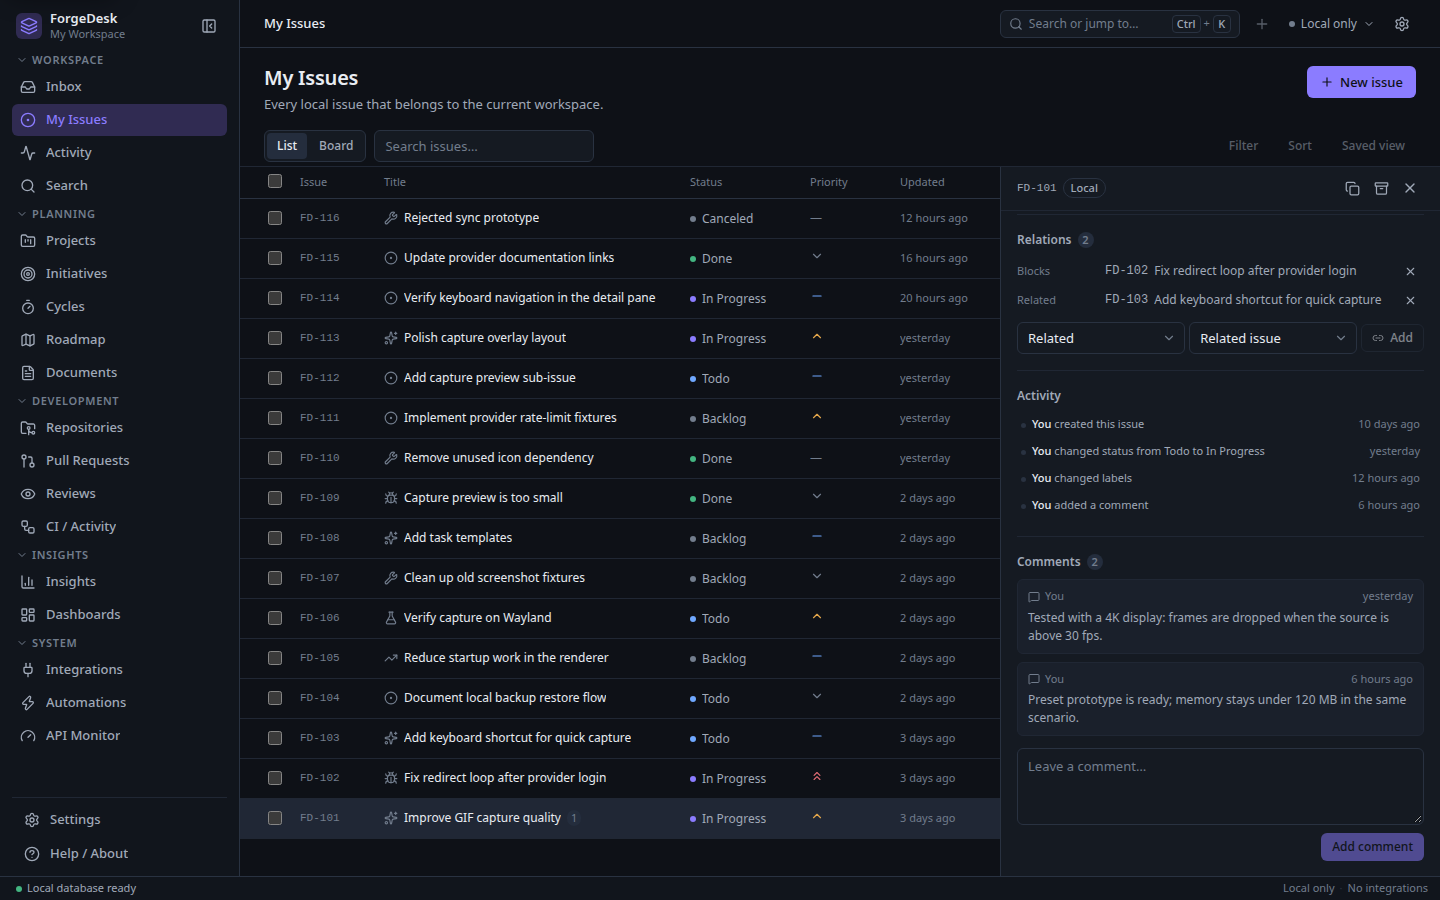 ForgeDesk
My Workspace
WORKSPACE
Inbox
My Issues
Activity
Search
PLANNING
Projects
Initiatives
Cycles
Roadmap
Documents
DEVELOPMENT
Repositories
Pull Requests
Reviews
CI / Activity
INSIGHTS
Insights
Dashboards
SYSTEM
Integrations
Automations
API Monitor
Settings
Help / About
My Issues
Search or jump to... Ctrl + K
Local only
My Issues
Every local issue that belongs to the current workspace.
New issue
List Board Search issues...
Filter Sort Saved view
Issue Title Status Priority Updated
FD-116 Rejected sync prototype Canceled — 12 hours ago
FD-115 Update provider documentation links Done 16 hours ago
FD-114 Verify keyboard navigation in the detail pane In Progress 20 hours ago
FD-113 Polish capture overlay layout In Progress yesterday
FD-112 Add capture preview sub-issue Todo yesterday
FD-111 Implement provider rate-limit fixtures Backlog yesterday
FD-110 Remove unused icon dependency Done — yesterday
FD-109 Capture preview is too small Done 2 days ago
FD-108 Add task templates Backlog 2 days ago
FD-107 Clean up old screenshot fixtures Backlog 2 days ago
FD-106 Verify capture on Wayland Todo 2 days ago
FD-105 Reduce startup work in the renderer Backlog 2 days ago
FD-104 Document local backup restore flow Todo 2 days ago
FD-103 Add keyboard shortcut for quick capture Todo 3 days ago
FD-102 Fix redirect loop after provider login In Progress 3 days ago
FD-101 Improve GIF capture quality 1 In Progress 3 days ago
FD-101 Local
Relations 2
Blocks FD-102 Fix redirect loop after provider login
Related FD-103 Add keyboard shortcut for quick capture
Related Related issue Add
Activity
You created this issue 10 days ago
You changed status from Todo to In Progress yesterday
You changed labels 12 hours ago
You added a comment 6 hours ago
Comments 2
You yesterday
Tested with a 4K display: frames are dropped when the source is
above 30 fps.
You 6 hours ago
Preset prototype is ready; memory stays under 120 MB in the same
scenario.
Leave a comment...
Add comment
Local database ready
Local only · No integrations